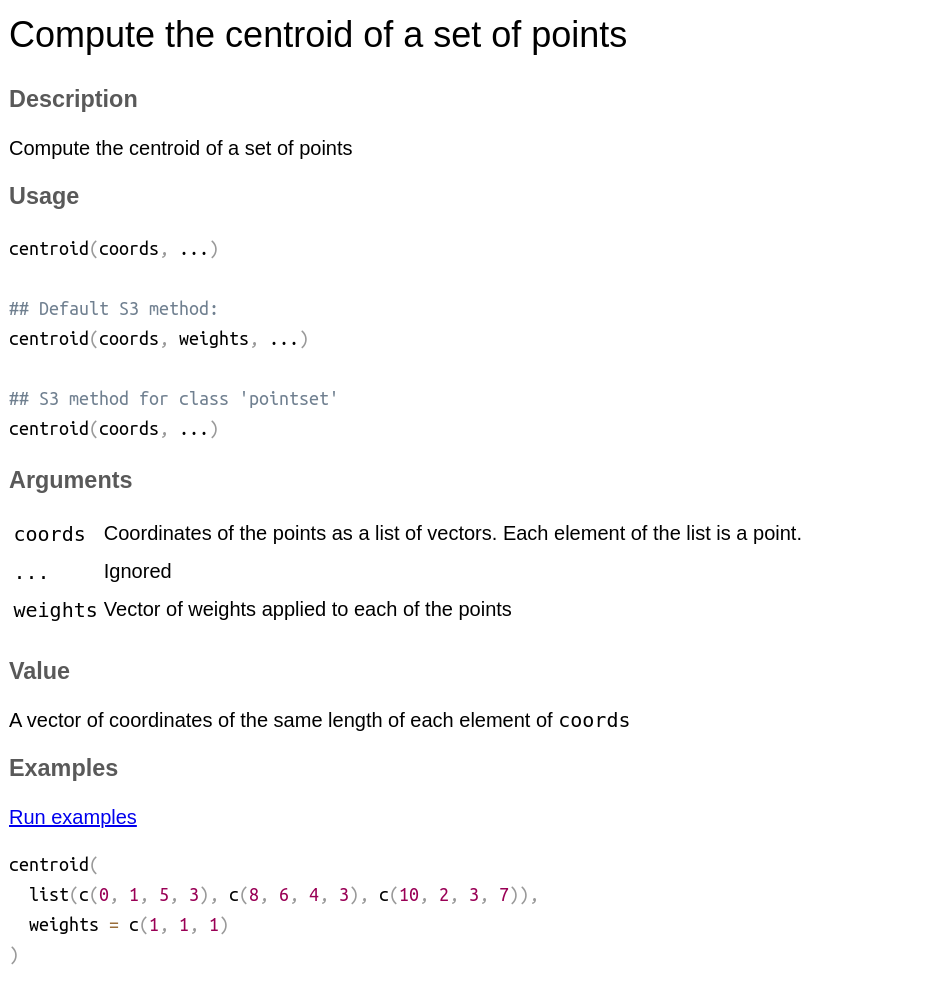 Compute the centroid of a set of points
Description
Compute the centroid of a set of points
Usage
centroid(coords, ...)
## Default S3 method:
centroid(coords, weights, ...)
## S3 method for class 'pointset'
centroid(coords, ...)
Arguments
coords Coordinates of the points as a list of vectors. Each element of the list is a point.
... Ignored
weights Vector of weights applied to each of the points
Value
A vector of coordinates of the same length of each element of coords
Examples
Run examples
centroid(
  list(c(0, 1, 5, 3), c(8, 6, 4, 3), c(10, 2, 3, 7)),
  weights = c(1, 1, 1)
)